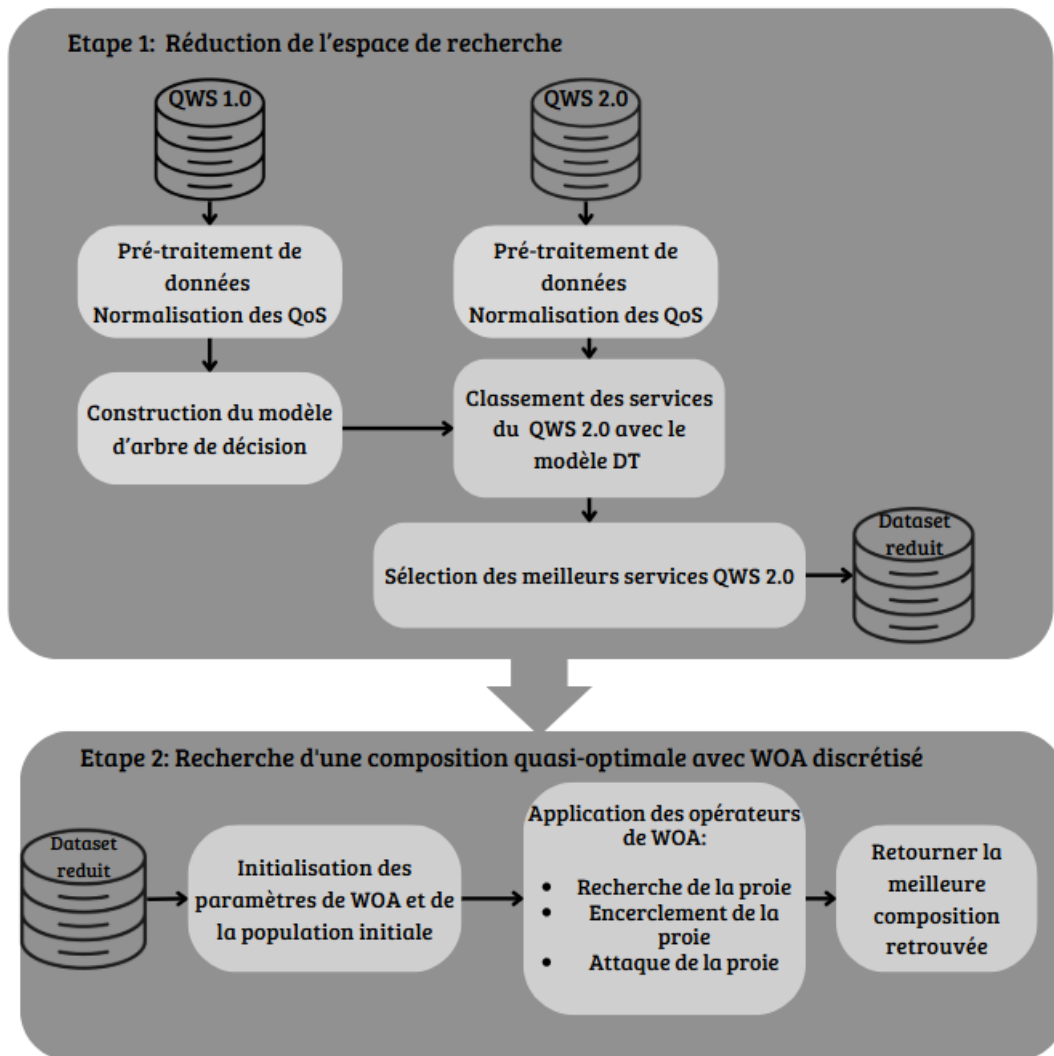 Etape 1: Réduction de l'espace de recherche
QWS 1.0
QWS 2.0
Pré-traitement de
données
Normalisation des QoS
Pré-traitement de
données
Normalisation des QoS
Construction du modèle
d'arbre de décision
Classement des services
du QWS 2.0 avec le
modèle DT
Sélection des meilleurs services QWS 2.0
Dataset
reduit
Etape 2: Recherche d'une composition quasi-optimale avec WOA discrétisé
Dataset
reduit
Initialisation des
paramètres de WOA et de
la population initiale
Application des opérateurs
de WOA:
• Recherche de la proie
• Encerclement de la
proie
• Attaque de la proie
Retourner la
meilleure
composition
retrouvée